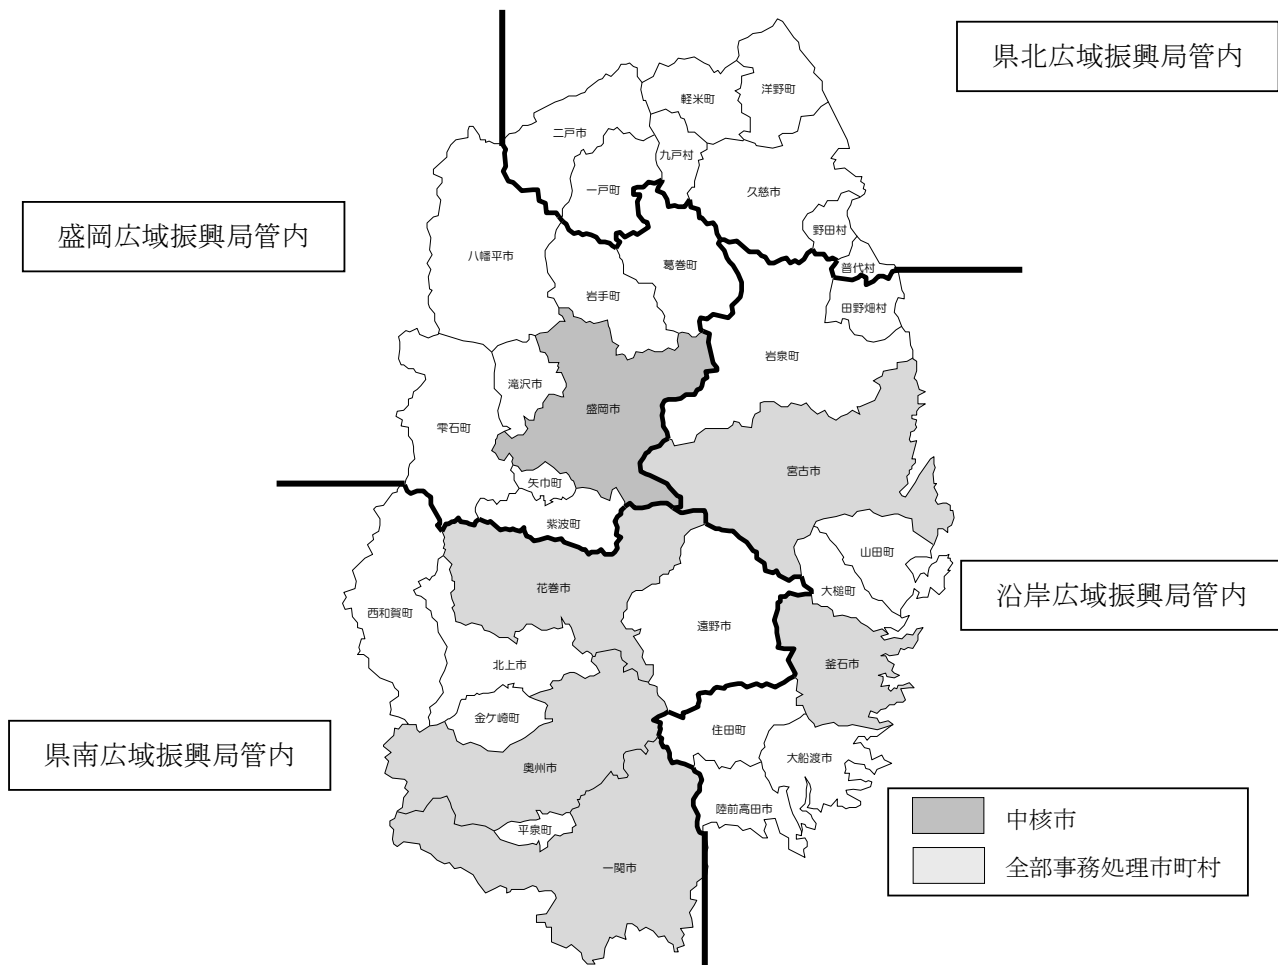 県北広域振興局管内
洋野町
軽米町
二戸市
九戸村
一戸町
久慈市
盛岡広域振興局管内
野田村
八幡平市
葛巻町
普代村
岩手町
田野畑村
岩泉町
滝沢市
盛岡市
雫石町
宮古市
矢巾町
紫波町
山田町
花巻市
大槌町
沿岸広域振興局管内
西和賀町
遠野市
北上市
釜石市
金ケ崎町
住田町
県南広域振興局管内
大船渡市
奥州市
陸前高田市
中核市
平泉町
一関市
全部事務処理市町村